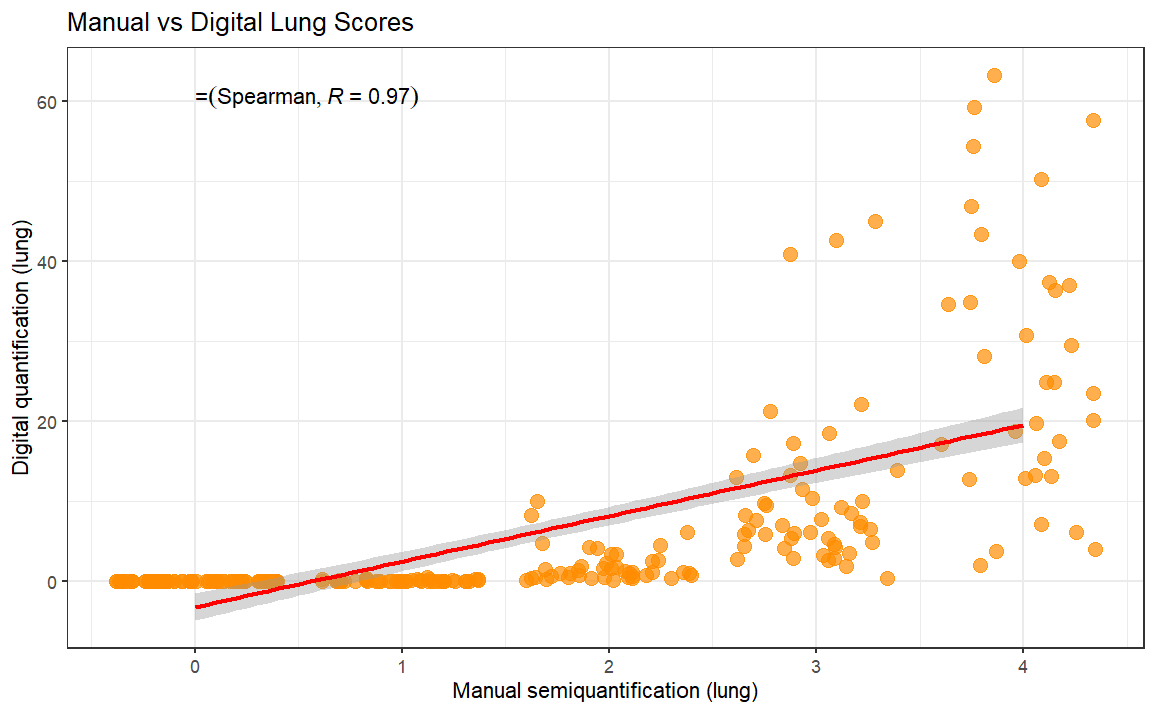 Manual vs Digital Lung Scores
=(Spearman, R = 0.97)
60
40
20
0
Digital quantification (lung)
0 1 2 3 4
Manual semiquantification (lung)